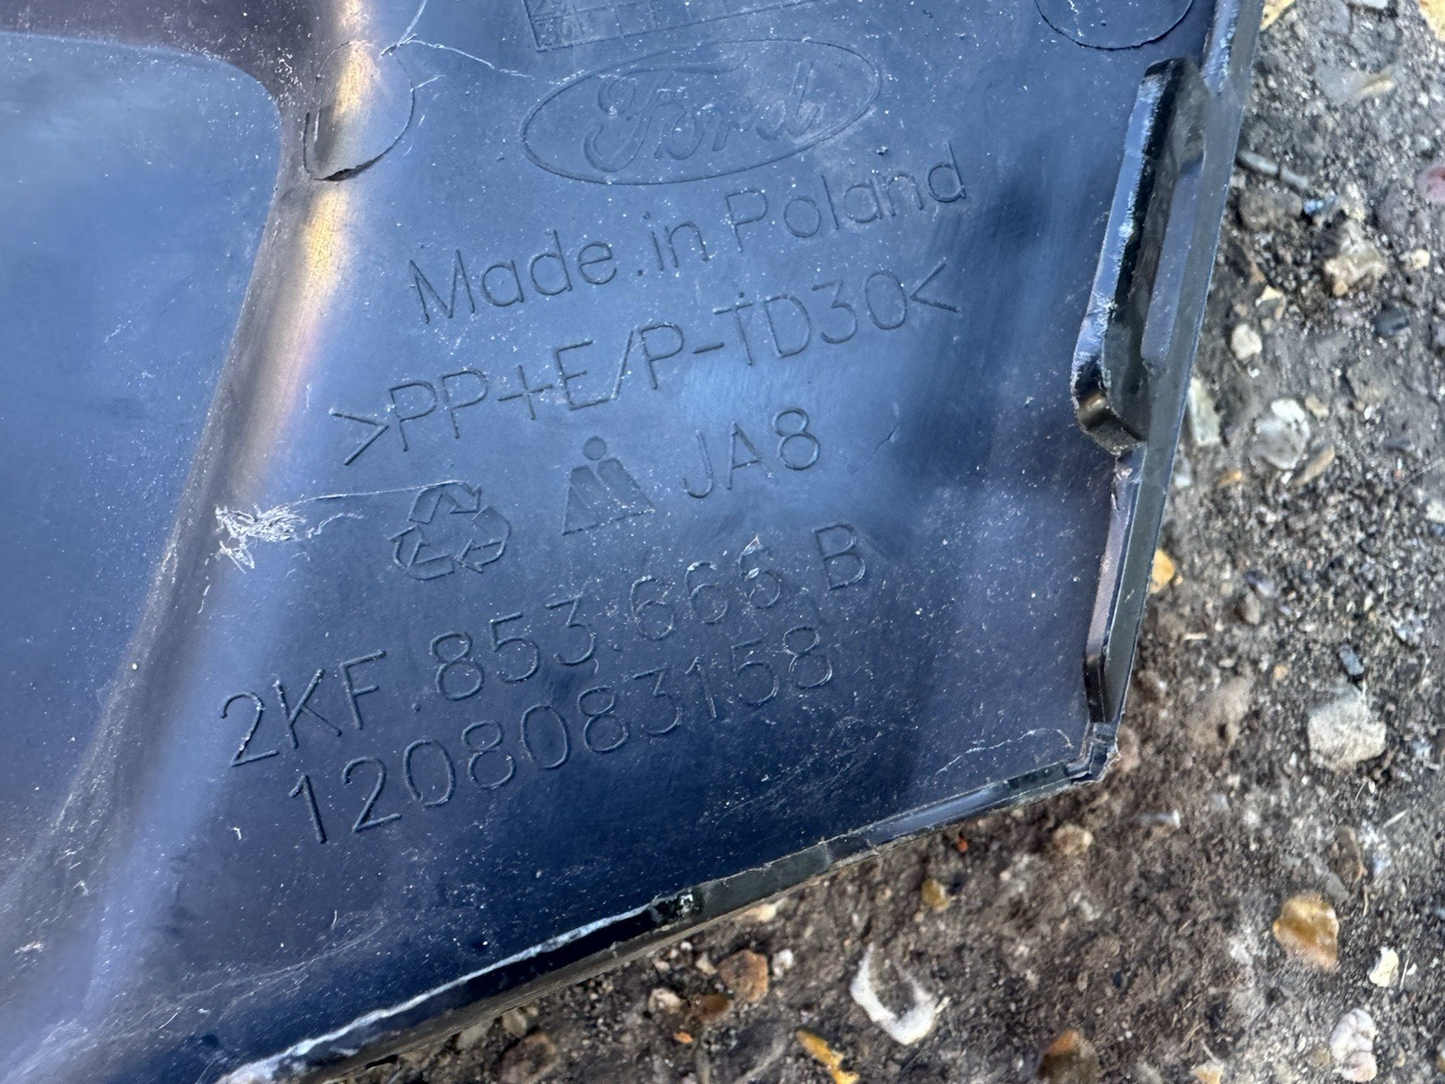 Ford
Made.in Poland
>PP+E/P-TD30<
JA8
2KF.853.666 B
1208083158